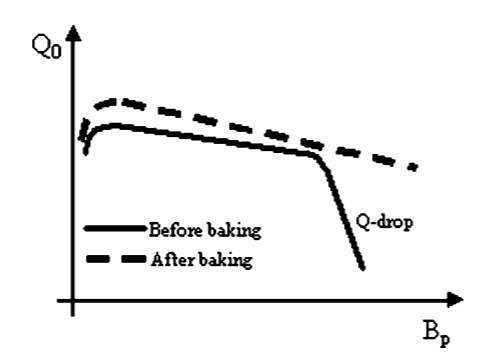 Q0
Q-drop
Before baking
After baking
Bp